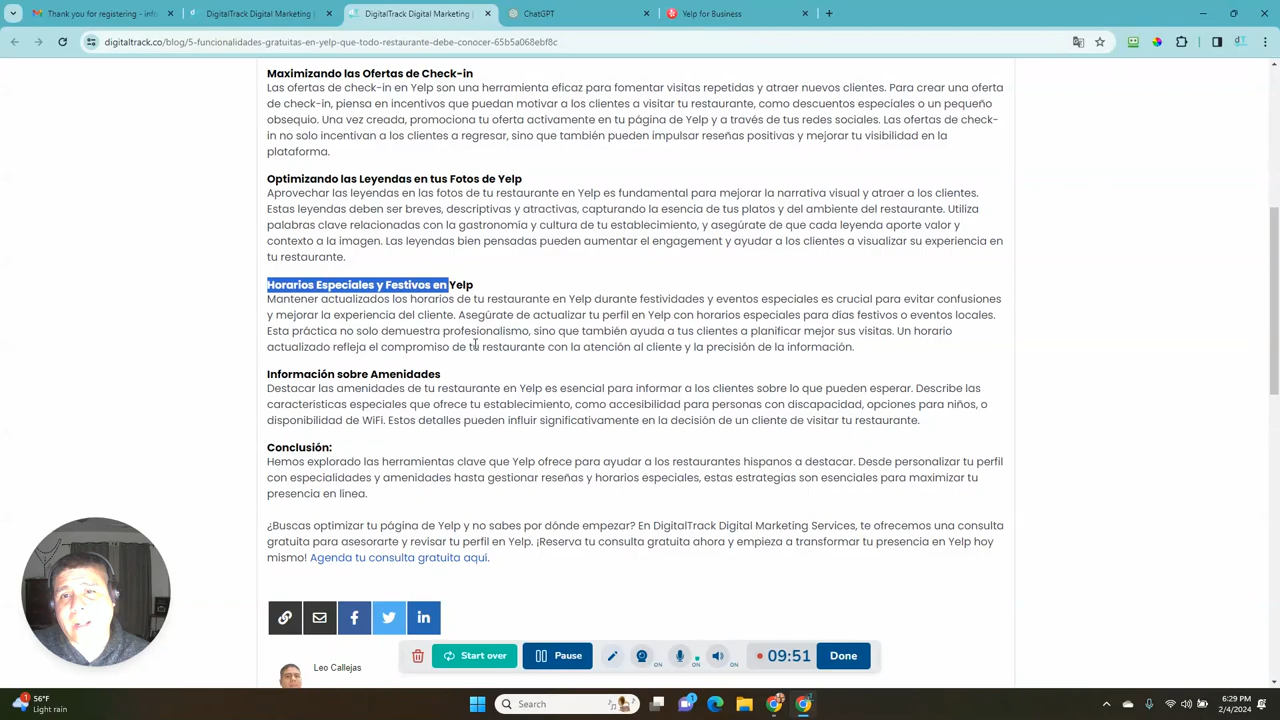 Thank you for registering - info
DigitalTrack Digital Marketing
DigitalTrack Digital Marketing
ChatGPT
Yelp for Business
digitaltrack.co/blog/5-funcionalidades-gratuitas-en-yelp-que-todo-restaurante-debe-conocer-65b5a068ebf8c
Maximizando las Ofertas de Check-in
Las ofertas de check-in en Yelp son una herramienta eficaz para fomentar visitas repetidas y atraer nuevos clientes. Para crear una oferta
de check-in, piensa en incentivos que puedan motivar a los clientes a visitar tu restaurante, como descuentos especiales o un pequeño
obsequio. Una vez creada, promociona tu oferta activamente en tu página de Yelp y a través de tus redes sociales. Las ofertas de check-
in no solo incentivan a los clientes a regresar, sino que también pueden impulsar reseñas positivas y mejorar tu visibilidad en la
plataforma.
Optimizando las Leyendas en tus Fotos de Yelp
Aprovechar las leyendas en las fotos de tu restaurante en Yelp es fundamental para mejorar la narrativa visual y atraer a los clientes.
Estas leyendas deben ser breves, descriptivas y atractivas, capturando la esencia de tus platos y del ambiente del restaurante. Utiliza
palabras clave relacionadas con la gastronomía y cultura de tu establecimiento, y asegúrate de que cada leyenda aporte valor y
contexto a la imagen. Las leyendas bien pensadas pueden aumentar el engagement y ayudar a los clientes a visualizar su experiencia en
tu restaurante.
Horarios Especiales y Festivos en Yelp
Mantener actualizados los horarios de tu restaurante en Yelp durante festividades y eventos especiales es crucial para evitar confusiones
y mejorar la experiencia del cliente. Asegúrate de actualizar tu perfil en Yelp con horarios especiales para días festivos o eventos locales.
Esta práctica no solo demuestra profesionalismo, sino que también ayuda a tus clientes a planificar mejor sus visitas. Un horario
actualizado refleja el compromiso de tu restaurante con la atención al cliente y la precisión de la información.
Información sobre Amenidades
Destacar las amenidades de tu restaurante en Yelp es esencial para informar a los clientes sobre lo que pueden esperar. Describe las
características especiales que ofrece tu establecimiento, como accesibilidad para personas con discapacidad, opciones para niños, o
disponibilidad de WiFi. Estos detalles pueden influir significativamente en la decisión de un cliente de visitar tu restaurante.
Conclusión:
Hemos explorado las herramientas clave que Yelp ofrece para ayudar a los restaurantes hispanos a destacar. Desde personalizar tu perfil
con especialidades y amenidades hasta gestionar reseñas y horarios especiales, estas estrategias son esenciales para maximizar tu
presencia en línea.
¿Buscas optimizar tu página de Yelp y no sabes por dónde empezar? En DigitalTrack Digital Marketing Services, te ofrecemos una consulta
gratuita para asesorarte y revisar tu perfil en Yelp. ¡Reserva tu consulta gratuita ahora y empieza a transformar tu presencia en Yelp hoy
mismo! Agenda tu consulta gratuita aquí.
Leo Callejas
Start over
Pause
ON
ON
ON
09:51
Done
56°F
Light rain
Search
6:29 PM
2/4/2024